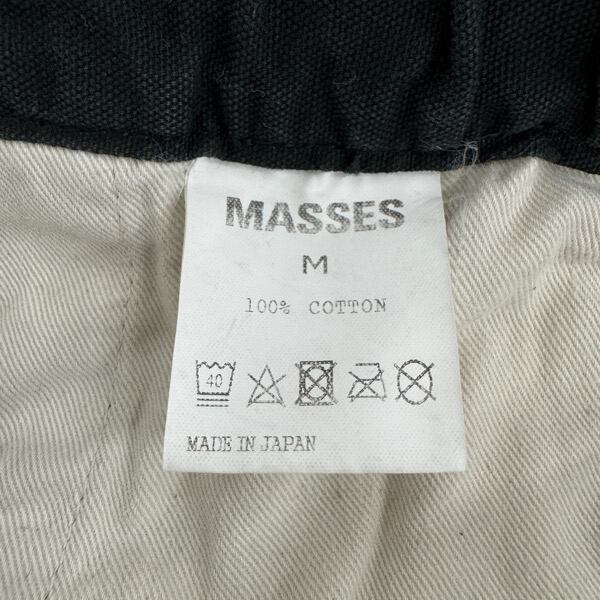 MASSES
M
100% COTTON
40
MADE IN JAPAN